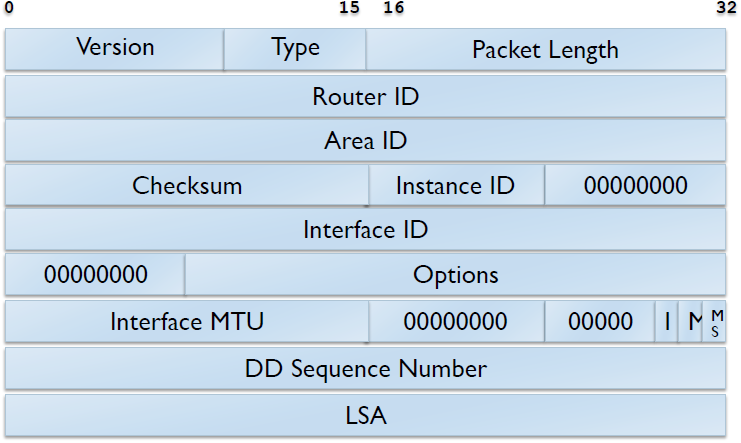 0 15 16 32
Version Type Packet Length
Router ID
Area ID
Checksum Instance ID 00000000
Interface ID
00000000 Options
Interface MTU 00000000 00000 I M MS
DD Sequence Number
LSA